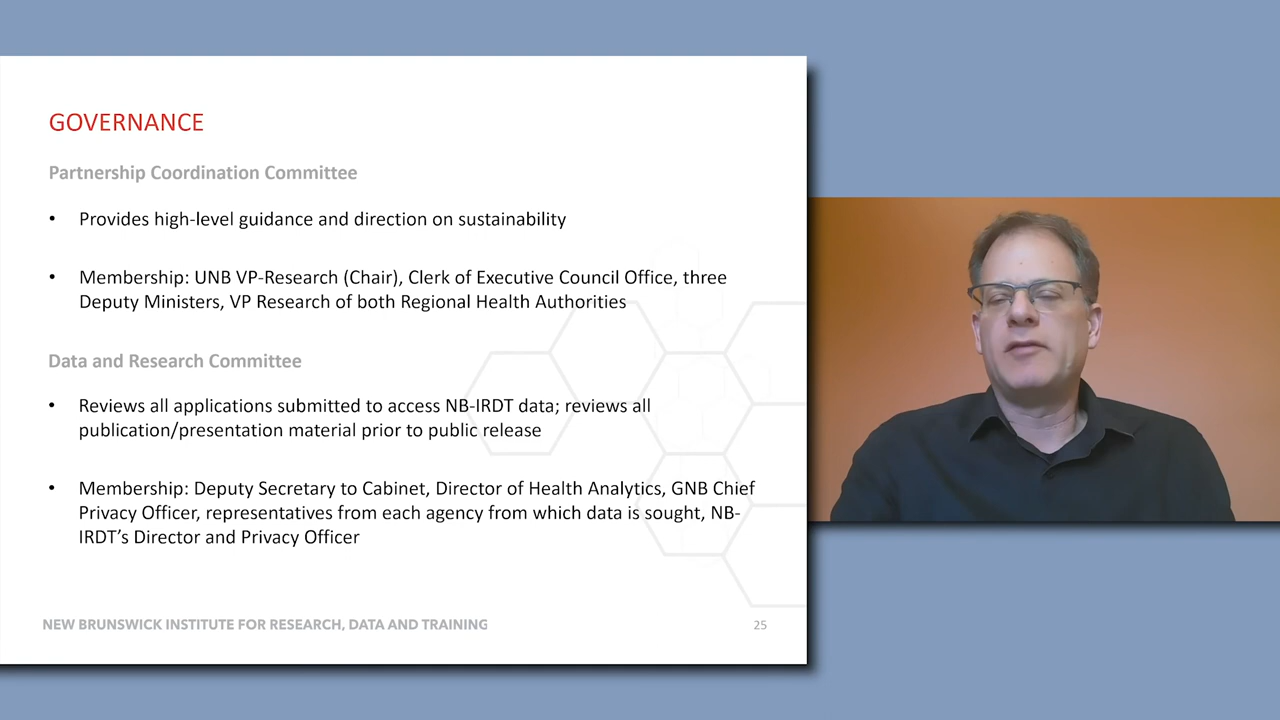 GOVERNANCE
Partnership Coordination Committee
• Provides high-level guidance and direction on sustainability
• Membership: UNB VP-Research (Chair), Clerk of Executive Council Office, three
Deputy Ministers, VP Research of both Regional Health Authorities
Data and Research Committee
• Reviews all applications submitted to access NB-IRDT data; reviews all
publication/presentation material prior to public release
• Membership: Deputy Secretary to Cabinet, Director of Health Analytics, GNB Chief
Privacy Officer, representatives from each agency from which data is sought, NB-
IRDT’s Director and Privacy Officer
NEW BRUNSWICK INSTITUTE FOR RESEARCH, DATA AND TRAINING
25